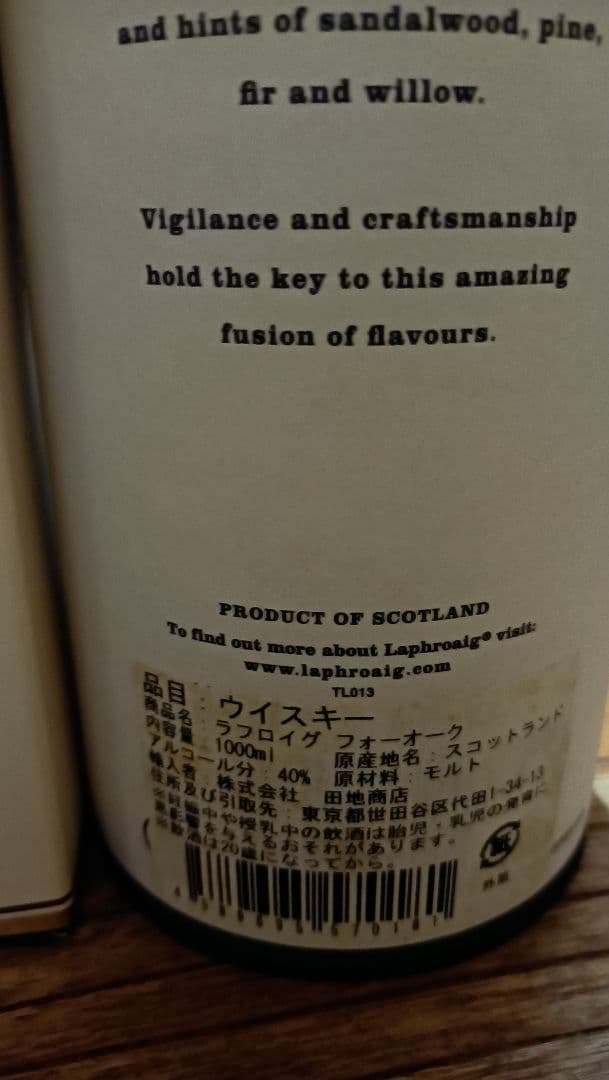 and hints of sandalwood, pine,
fir and willow.
Vigilance and craftsmanship
hold the key to this amazing
fusion of flavours.
PRODUCT OF SCOTLAND
To find out more about Laphroaig® visit:
www.laphroaig.com
TL013
品目:ウイスキー
商品名:ラフロイグ フォーオーク
内容量:1000ml 原産地名:スコットランド
アルコール分:40% 原材料:モルト
輸入者:株式会社 田地商店
住所及び引取先:東京都世田谷区代田1-34-13
※妊娠中や授乳中の飲酒は胎児・乳児の発育に
悪影響を与えるおそれがあります。
※飲酒は20歳になってから。